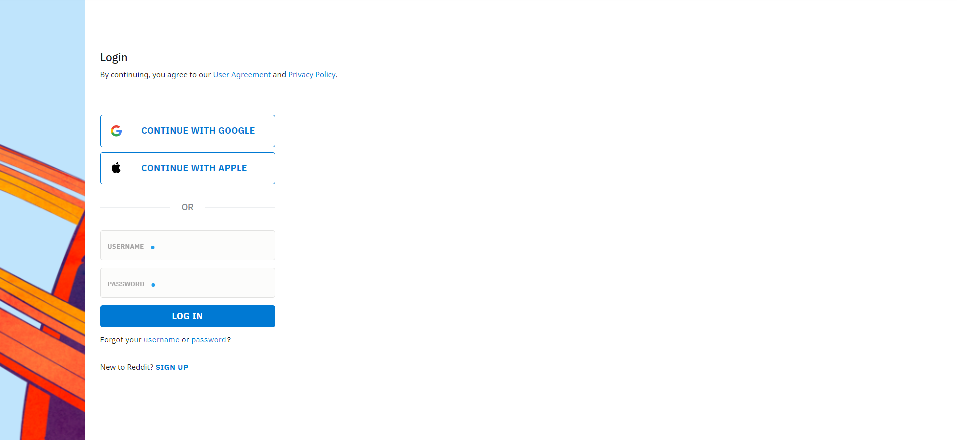 Login
By continuing, you agree to our User Agreement and Privacy Policy.
CONTINUE WITH GOOGLE
CONTINUE WITH APPLE
OR
USERNAME
PASSWORD
LOG IN
Forgot your username or password?
New to Reddit? SIGN UP